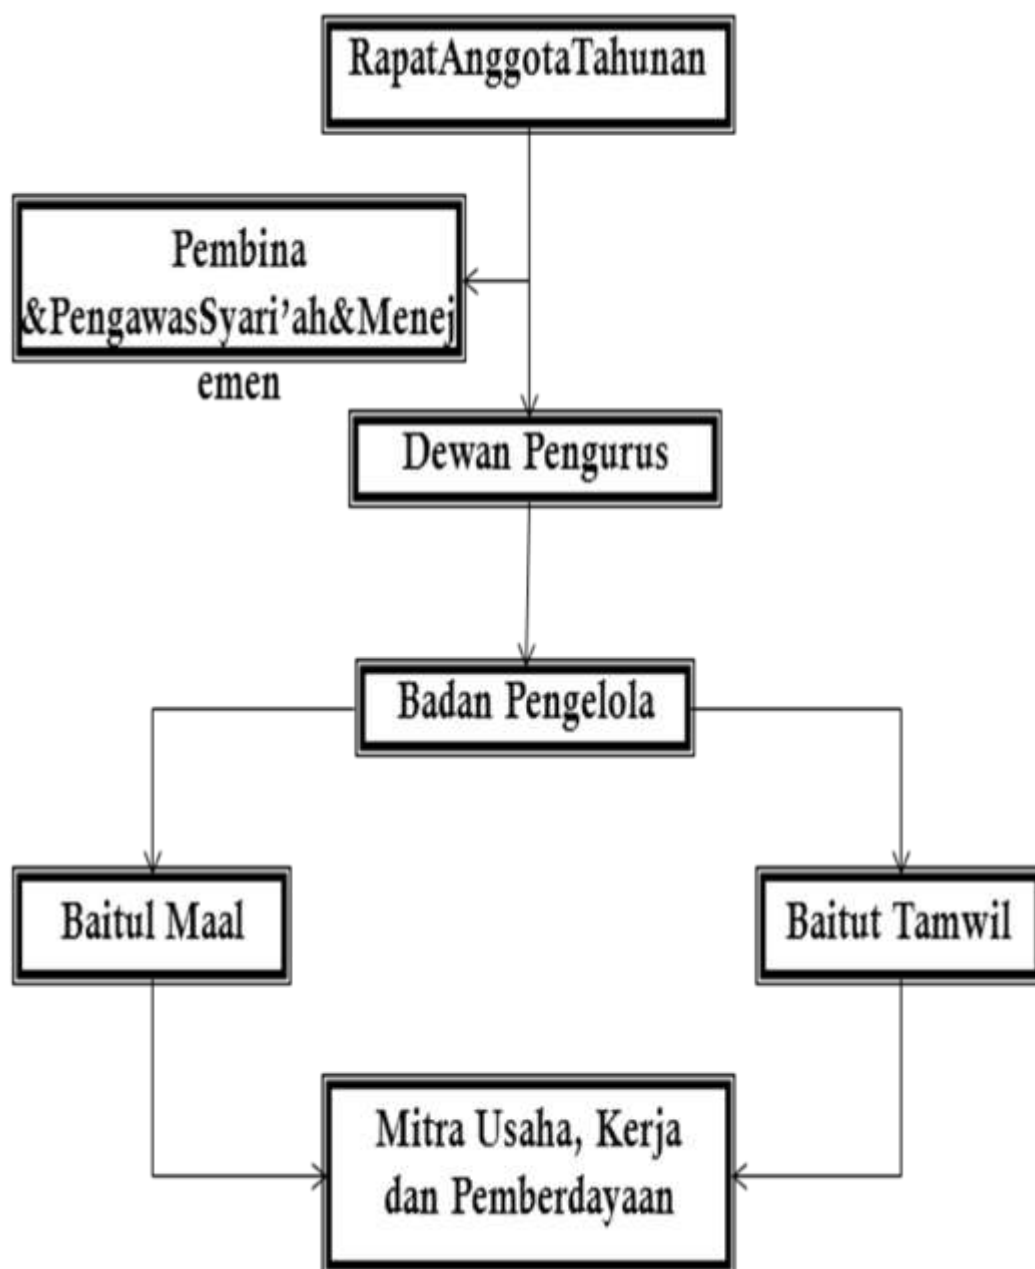 RapatAnggotaTahunan
Pembina
&PengawasSyari’ah&Menej
emen
Dewan Pengurus
Badan Pengelola
Baitul Maal
Baitut Tamwil
Mitra Usaha, Kerja
dan Pemberdayaan